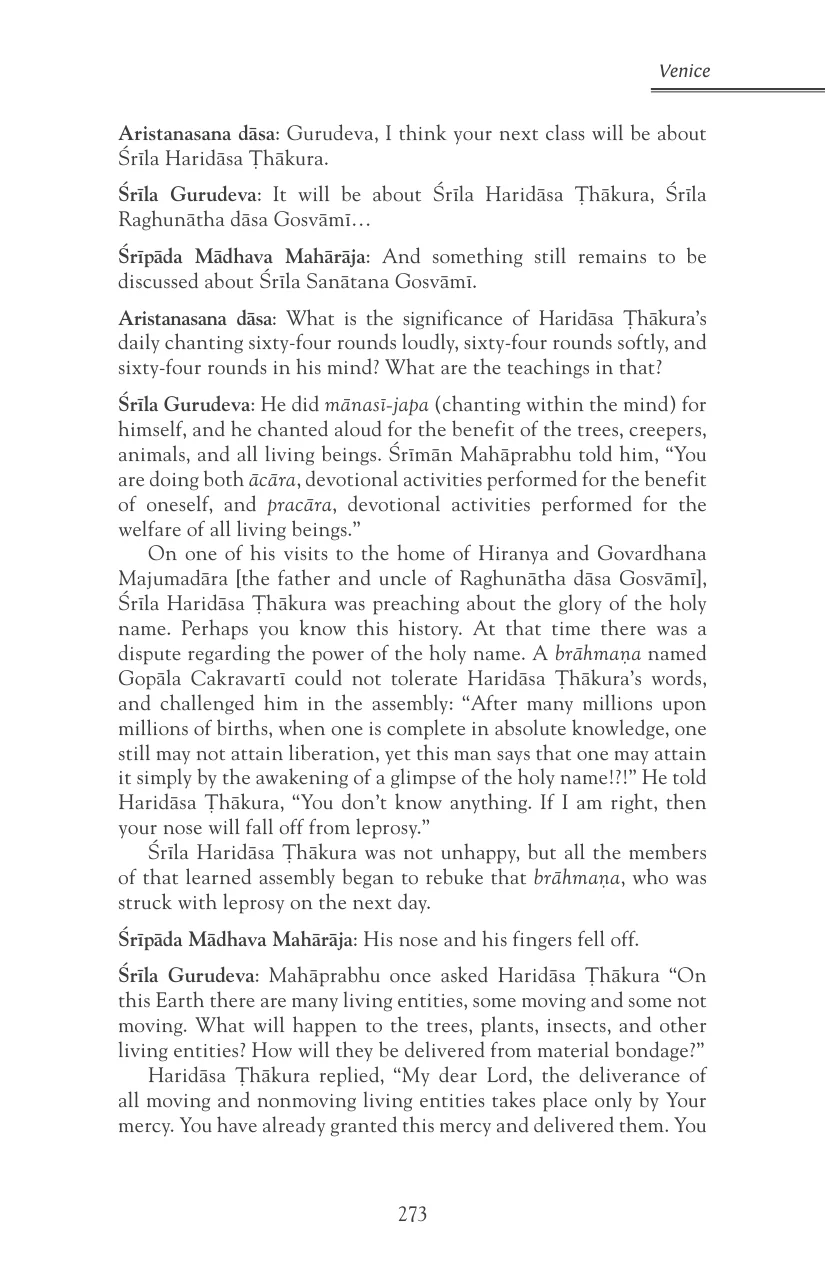 Venice
Aristanasana dāsa: Gurudeva, I think your next class will be about
Śrīla Haridāsa Ṭhākura.
Śrīla Gurudeva: It will be about Śrīla Haridāsa Ṭhākura, Śrīla
Raghunātha dāsa Gosvāmī…
Śrīpāda Mādhava Mahārāja: And something still remains to be
discussed about Śrīla Sanātana Gosvāmī.
Aristanasana dāsa: What is the significance of Haridāsa Ṭhākura’s
daily chanting sixty-four rounds loudly, sixty-four rounds softly, and
sixty-four rounds in his mind? What are the teachings in that?
Śrīla Gurudeva: He did mānasī-japa (chanting within the mind) for
himself, and he chanted aloud for the benefit of the trees, creepers,
animals, and all living beings. Śrīmān Mahāprabhu told him, “You
are doing both ācāra, devotional activities performed for the benefit
of oneself, and pracāra, devotional activities performed for the
welfare of all living beings.”
On one of his visits to the home of Hiranya and Govardhana
Majumadāra [the father and uncle of Raghunātha dāsa Gosvāmī],
Śrīla Haridāsa Ṭhākura was preaching about the glory of the holy
name. Perhaps you know this history. At that time there was a
dispute regarding the power of the holy name. A brāhmaṇa named
Gopāla Cakravartī could not tolerate Haridāsa Ṭhākura’s words,
and challenged him in the assembly: “After many millions upon
millions of births, when one is complete in absolute knowledge, one
still may not attain liberation, yet this man says that one may attain
it simply by the awakening of a glimpse of the holy name!?!” He told
Haridāsa Ṭhākura, “You don’t know anything. If I am right, then
your nose will fall off from leprosy.”
Śrīla Haridāsa Ṭhākura was not unhappy, but all the members
of that learned assembly began to rebuke that brāhmaṇa, who was
struck with leprosy on the next day.
Śrīpāda Mādhava Mahārāja: His nose and his fingers fell off.
Śrīla Gurudeva: Mahāprabhu once asked Haridāsa Ṭhākura “On
this Earth there are many living entities, some moving and some not
moving. What will happen to the trees, plants, insects, and other
living entities? How will they be delivered from material bondage?”
Haridāsa Ṭhākura replied, “My dear Lord, the deliverance of
all moving and nonmoving living entities takes place only by Your
mercy. You have already granted this mercy and delivered them. You
273